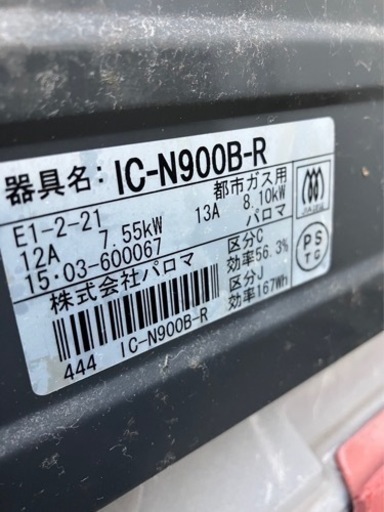 器具名: IC-N900B-R
E1-2-21 都市ガス用
12A 7.55kW 13A 8.10kW
15・03-600067 パロマ
株式会社パロマ 区分C
効率56.3%
区分J
効率167Wh
444 IC-N900B-R
PS
TG